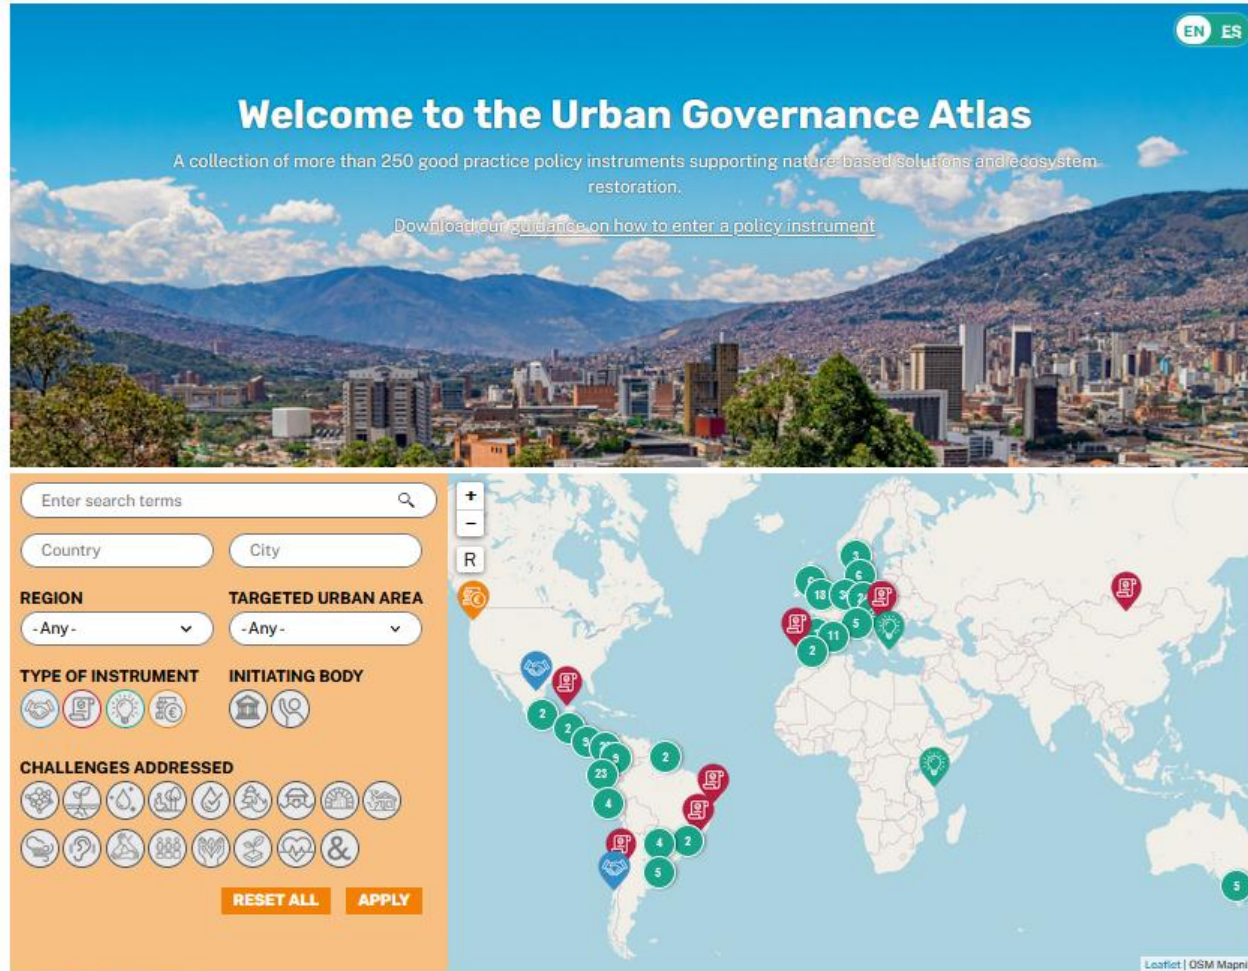 EN ES
Welcome to the Urban Governance Atlas
A collection of more than 250 good practice policy instruments supporting nature-based solutions and ecosystem
restoration.
Download our guidance on how to enter a policy instrument
Enter search terms
Country
City
REGION
TARGETED URBAN AREA
- Any -
- Any -
TYPE OF INSTRUMENT
INITIATING BODY
CHALLENGES ADDRESSED
&
RESET ALL
APPLY
+
−
R
3
6
18
5
11
2
2
2
9
2
23
4
4
2
5
5
Leaflet | OSM Mapni